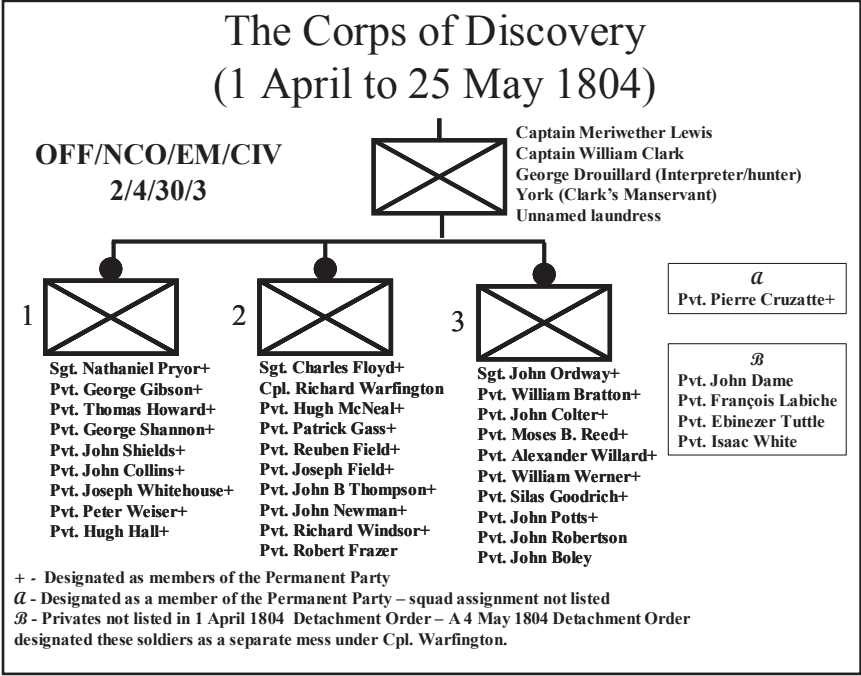 The Corps of Discovery
(1 April to 25 May 1804)
OFF/NCO/EM/CIV
2/4/30/3
Captain Meriwether Lewis
Captain William Clark
George Drouillard (Interpreter/hunter)
York (Clark's Manservant)
Unnamed laundress
1
Sgt. Nathaniel Pryor+
Pvt. George Gibson+
Pvt. Thomas Howard+
Pvt. George Shannon+
Pvt. John Shields+
Pvt. John Collins+
Pvt. Joseph Whitehouse+
Pvt. Peter Weiser+
Pvt. Hugh Hall+
2
Sgt. Charles Floyd+
Cpl. Richard Warfington
Pvt. Hugh McNeal+
Pvt. Patrick Gass+
Pvt. Reuben Field+
Pvt. Joseph Field+
Pvt. John B Thompson+
Pvt. John Newman+
Pvt. Richard Windsor+
Pvt. Robert Frazer
3
Sgt. John Ordway+
Pvt. William Bratton+
Pvt. John Colter+
Pvt. Moses B. Reed+
Pvt. Alexander Willard+
Pvt. William Werner+
Pvt. Silas Goodrich+
Pvt. John Potts+
Pvt. John Robertson
Pvt. John Boley
A
Pvt. Pierre Cruzatte+
B
Pvt. John Dame
Pvt. François Labiche
Pvt. Ebinezer Tuttle
Pvt. Isaac White
+ - Designated as members of the Permanent Party
A - Designated as a member of the Permanent Party – squad assignment not listed
B - Privates not listed in 1 April 1804 Detachment Order – A 4 May 1804 Detachment Order
designated these soldiers as a separate mess under Cpl. Warfington.